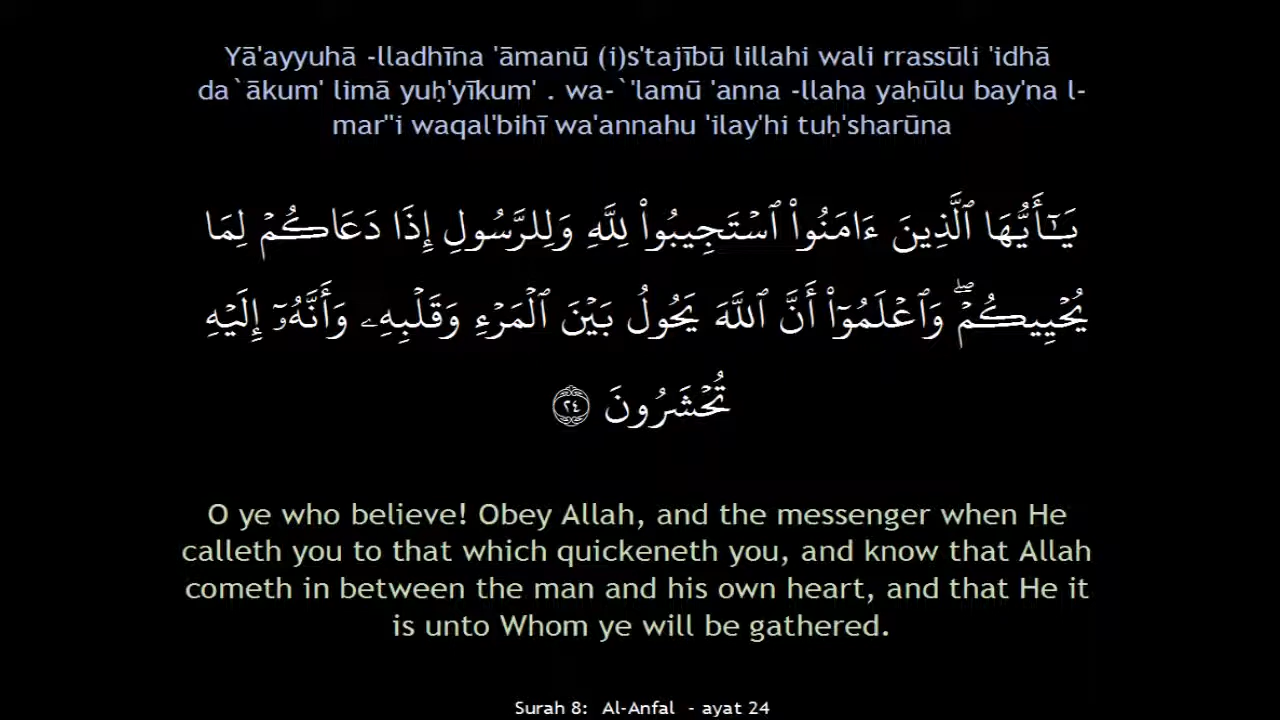 Yā'ayyuhā -lladhīna 'āmanū (i)s'tajībū lillahi wali rrassūli 'idhā
da`ākum' limā yuḥ'yīkum' . wa-`'lamū 'anna -llaha yaḥūlu bay'na l-
mar''i waqal'bihī wa'annahu 'ilay'hi tuḥ'sharūna
يَـٰٓأَيُّهَا ٱلَّذِينَ ءَامَنُوا۟ ٱسْتَجِيبُوا۟ لِلَّهِ وَلِلرَّسُولِ إِذَا دَعَاكُمْ لِمَا
يُحْيِيكُمْ ۖ وَٱعْلَمُوٓا۟ أَنَّ ٱللَّهَ يَحُولُ بَيْنَ ٱلْمَرْءِ وَقَلْبِهِۦ وَأَنَّهُۥٓ إِلَيْهِ
تُحْشَرُونَ ٢٤
O ye who believe! Obey Allah, and the messenger when He
calleth you to that which quickeneth you, and know that Allah
cometh in between the man and his own heart, and that He it
is unto Whom ye will be gathered.
Surah 8: Al-Anfal - ayat 24